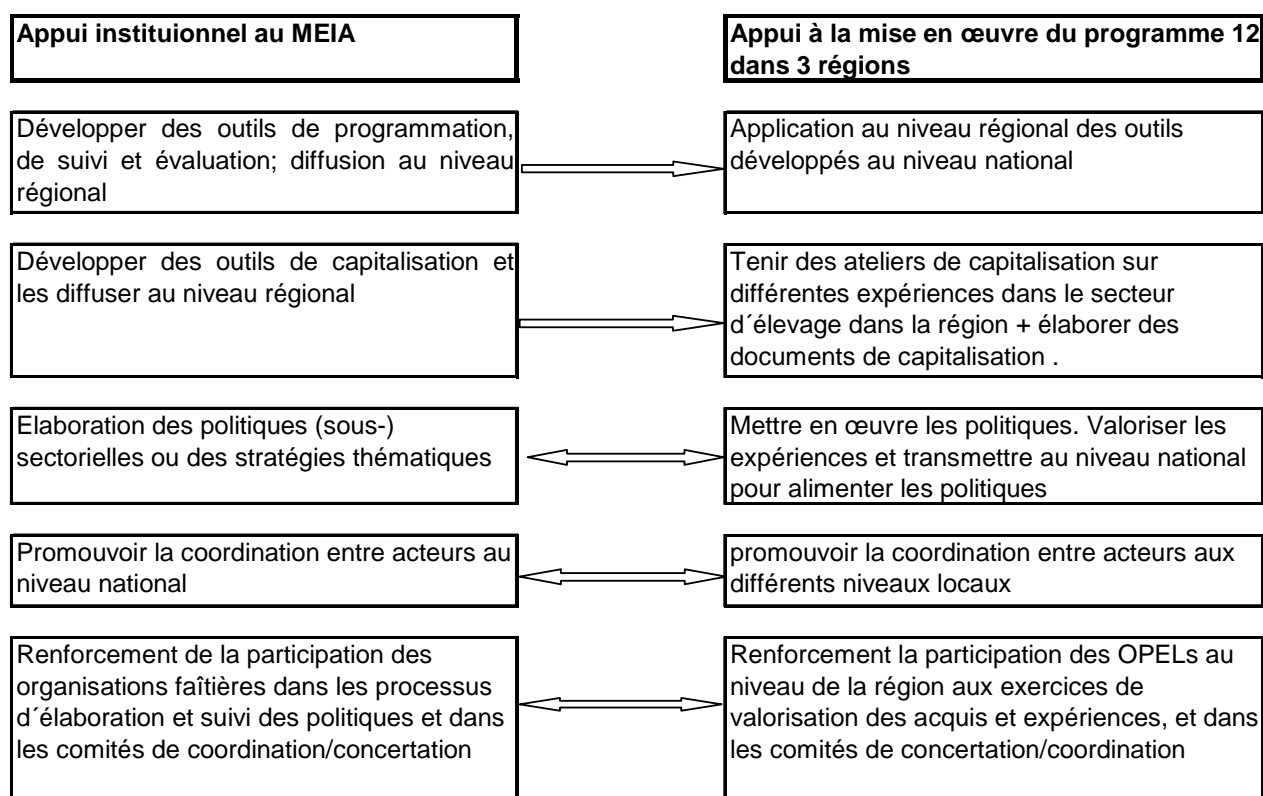 Appui instituionnel au MEIA
Appui à la mise en œuvre du programme 12
dans 3 régions
Développer des outils de programmation,
de suivi et évaluation; diffusion au niveau
régional
Application au niveau régional des outils
développés au niveau national
Développer des outils de capitalisation et
les diffuser au niveau régional
Tenir des ateliers de capitalisation sur
différentes expériences dans le secteur
d´élevage dans la région + élaborer des
documents de capitalisation .
Elaboration des politiques (sous-)
sectorielles ou des stratégies thématiques
Mettre en œuvre les politiques. Valoriser les
expériences et transmettre au niveau national
pour alimenter les politiques
Promouvoir la coordination entre acteurs au
niveau national
promouvoir la coordination entre acteurs aux
différents niveaux locaux
Renforcement de la participation des
organisations faîtières dans les processus
d´élaboration et suivi des politiques et dans
les comités de coordination/concertation
Renforcement la participation des OPELs au
niveau de la région aux exercices de
valorisation des acquis et expériences, et dans
les comités de concertation/coordination